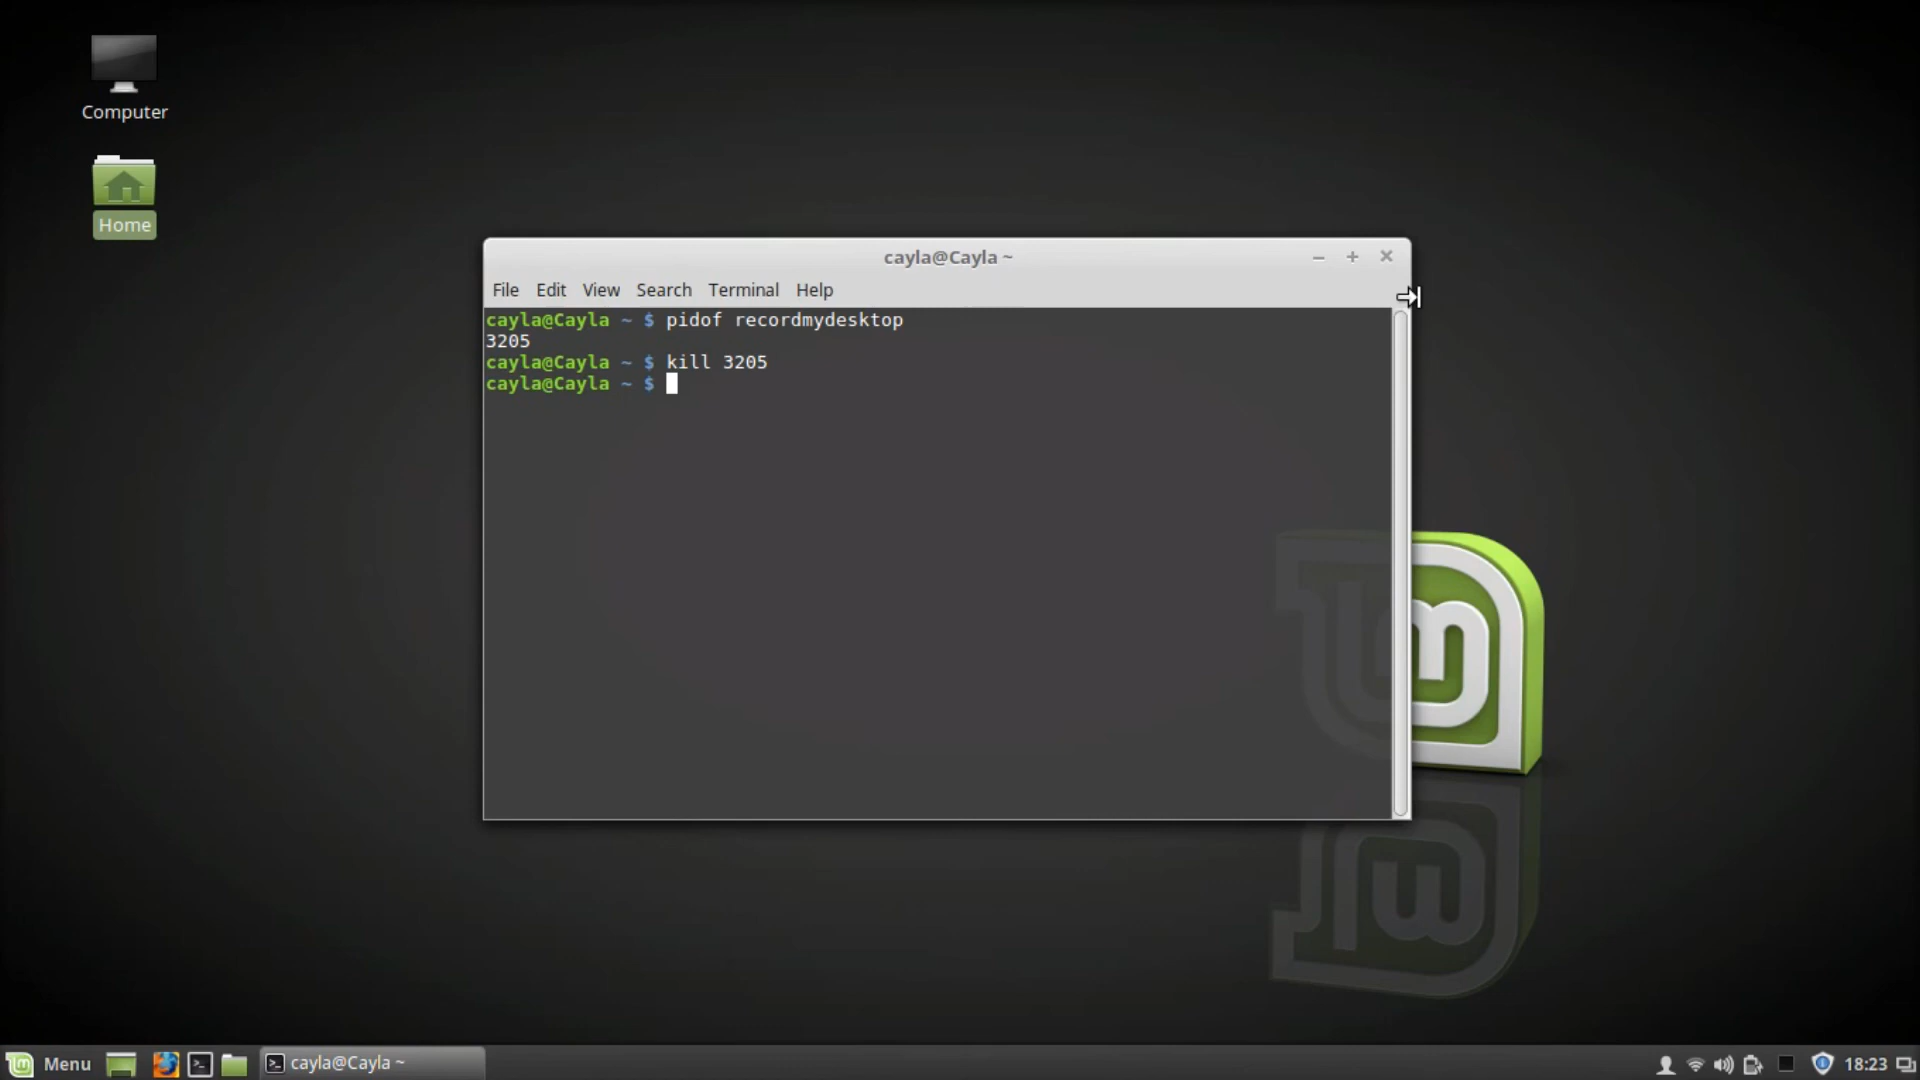 Computer
Home
cayla@Cayla ~
File Edit View Search Terminal Help
cayla@Cayla ~ $ pidof recordmydesktop
3205
cayla@Cayla ~ $ kill 3205
cayla@Cayla ~ $
Menu
cayla@Cayla ~
18:23